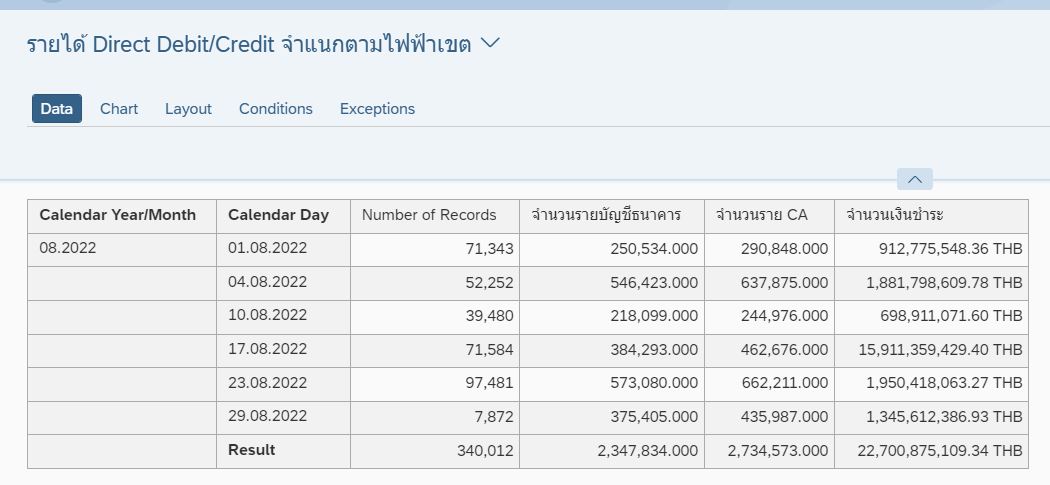 รายได้ Direct Debit/Credit จำแนกตามไฟฟ้าเขต
Data Chart Layout Conditions Exceptions
Calendar Year/Month Calendar Day Number of Records จำนวนรายบัญชีธนาคาร จำนวนราย CA จำนวนเงินชำระ
08.2022 01.08.2022 71,343 250,534.000 290,848.000 912,775,548.36 THB
04.08.2022 52,252 546,423.000 637,875.000 1,881,798,609.78 THB
10.08.2022 39,480 218,099.000 244,976.000 698,911,071.60 THB
17.08.2022 71,584 384,293.000 462,676.000 15,911,359,429.40 THB
23.08.2022 97,481 573,080.000 662,211.000 1,950,418,063.27 THB
29.08.2022 7,872 375,405.000 435,987.000 1,345,612,386.93 THB
Result 340,012 2,347,834.000 2,734,573.000 22,700,875,109.34 THB